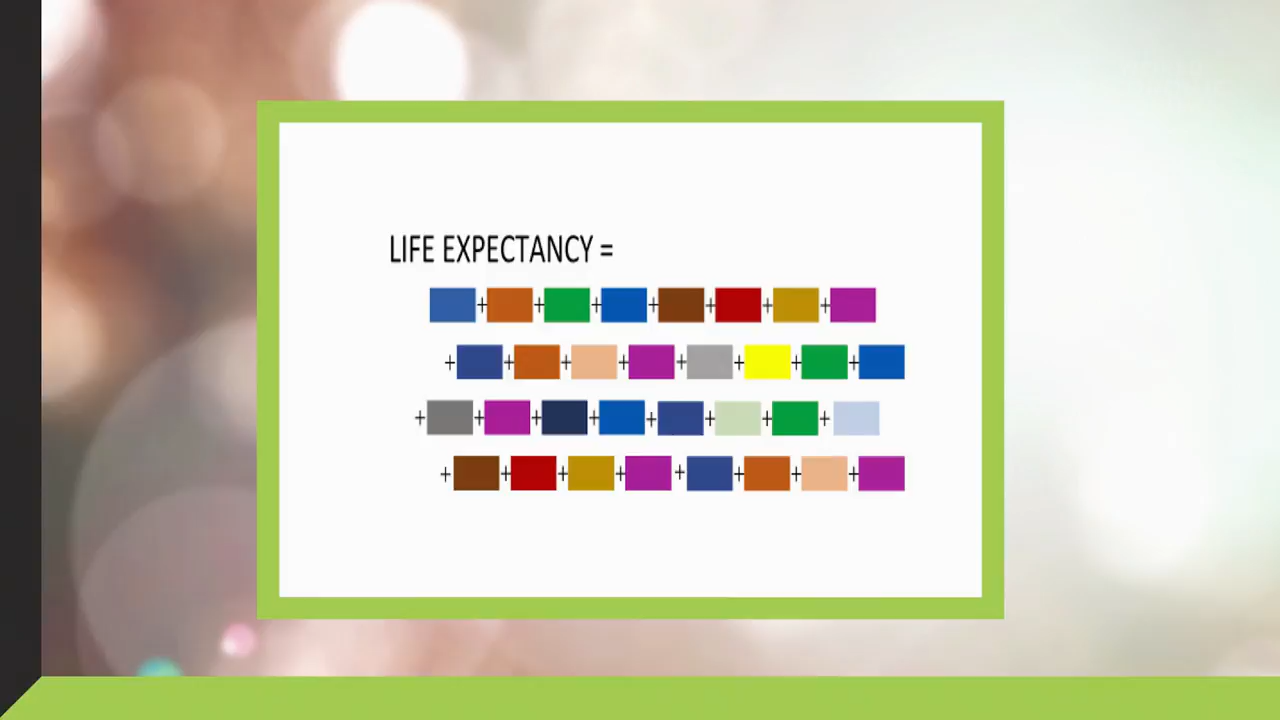 LIFE EXPECTANCY =
+ + + + + + +
+ + + + + + + +
+ + + + + + + +
+ + + + + + + +